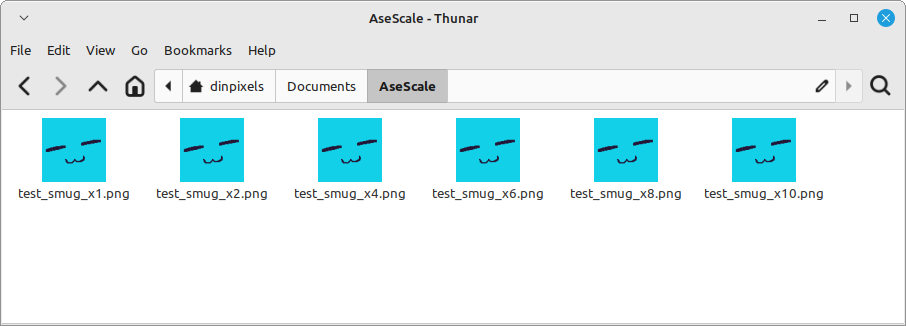 AseScale - Thunar
File Edit View Go Bookmarks Help
dinpixels Documents AseScale
test_smug_x1.png test_smug_x2.png test_smug_x4.png test_smug_x6.png test_smug_x8.png test_smug_x10.png